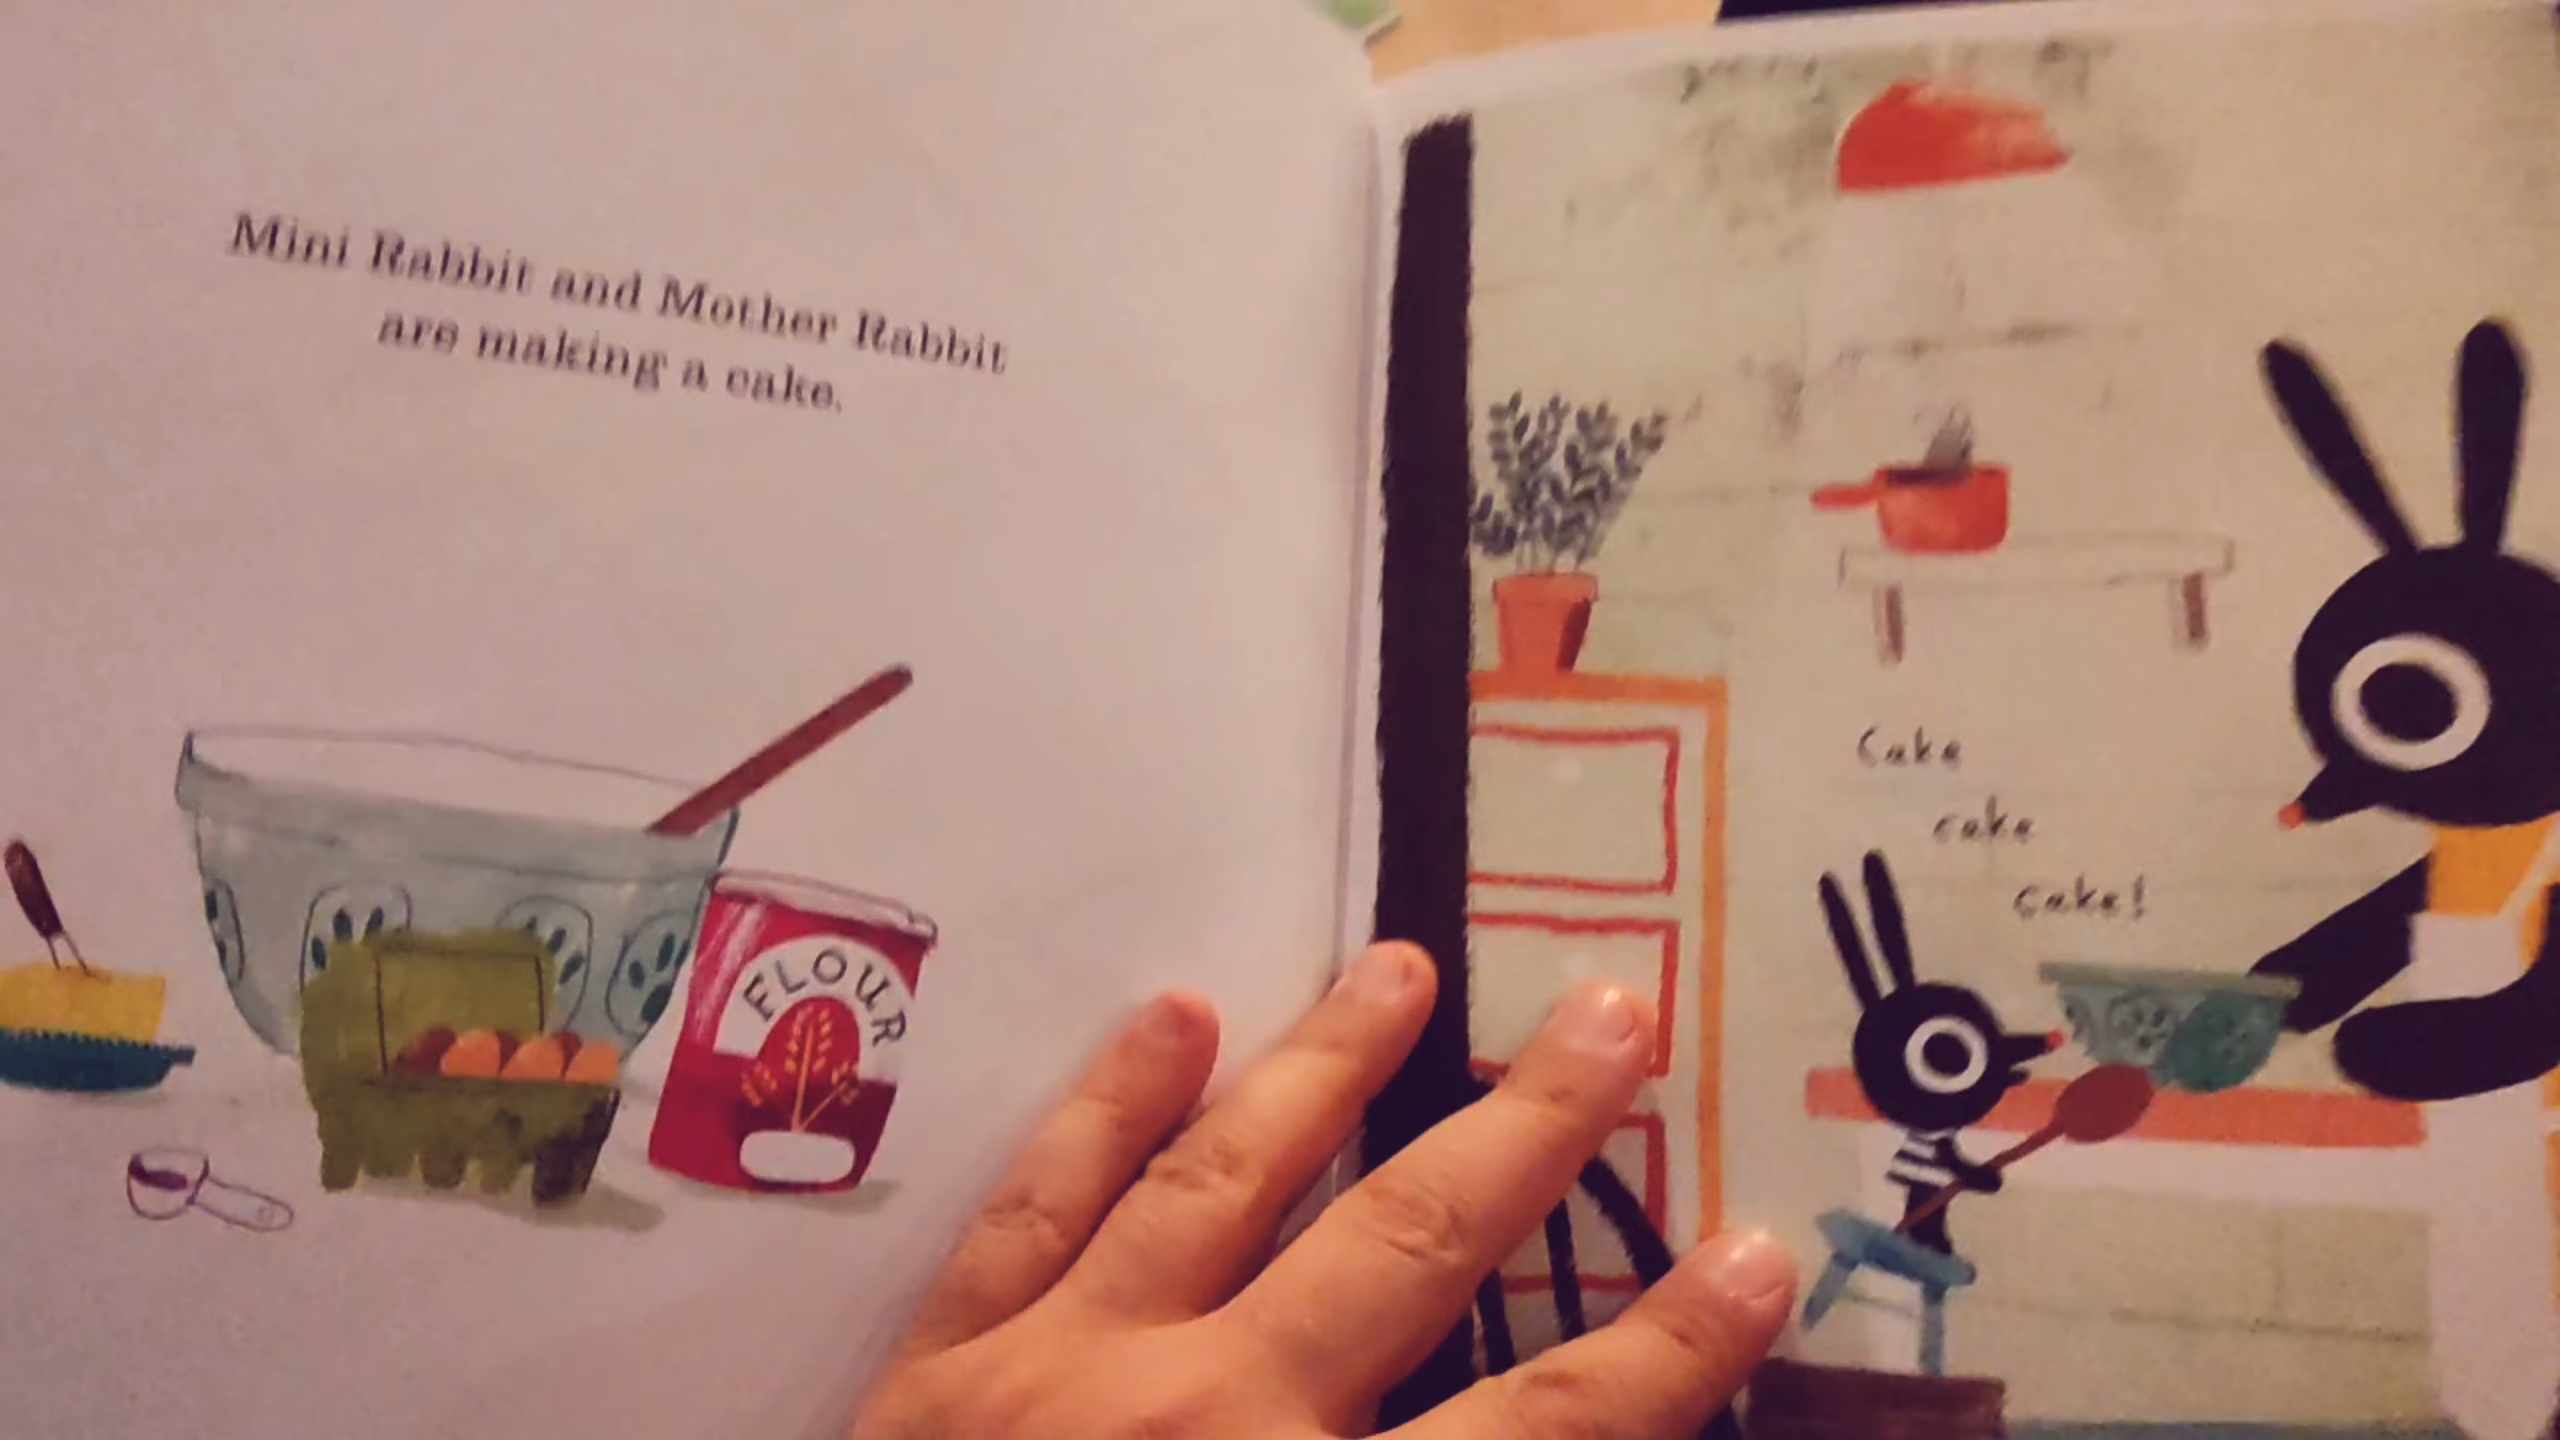 Mini Rabbit and Mother Rabbit
are making a cake.
FLOUR
Cake
cake
cake!